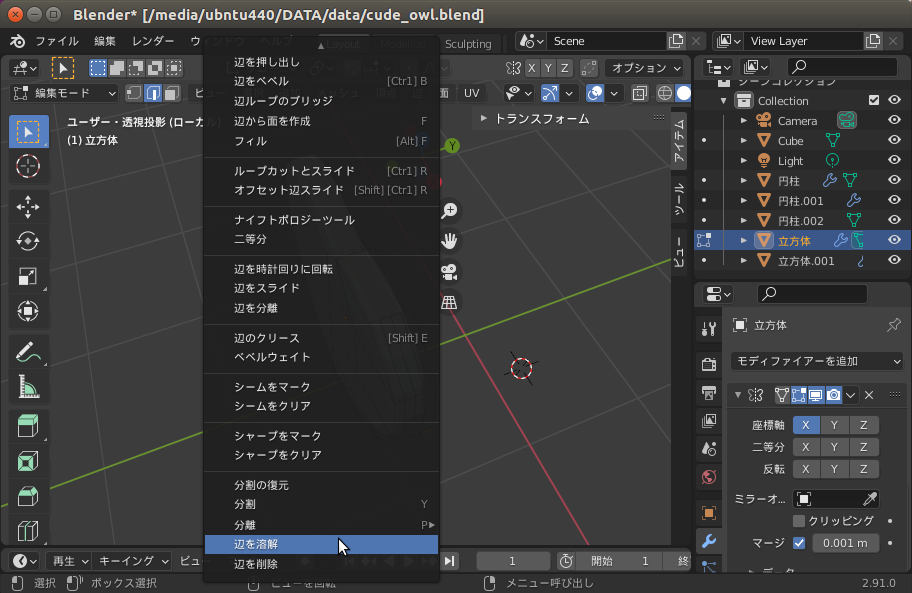 Blender* [/media/ubntu440/DATA/data/cude_owl.blend]
ファイル 編集 レンダー ウィンドウ ヘルプ Layout Sculpting Scene View Layer
X Y Z オプション
編集モード UV
ユーザー・透視投影 (ローカ
(1) 立方体
辺を押し出し
辺をベベル [Ctrl] B
辺ループのブリッジ
辺から面を作成 F
フィル [Alt] F
ループカットとスライド [Ctrl] R
オフセット辺スライド [Shift] [Ctrl] R
ナイフトポロジーツール
二等分
辺を時計回りに回転
辺をスライド
辺を分離
辺のクリース [Shift] E
ベベルウェイト
シームをマーク
シームをクリア
シャープをマーク
シャープをクリア
分割の復元
分割 Y
分離 P
辺を溶解
辺を削除
トランスフォーム
Y
アイテム
ツール
ビュー
シーンコレクション
Collection
Camera
Cube
Light
円柱
円柱.001
円柱.002
立方体
立方体.001
立方体
モディファイアーを追加
座標軸 X Y Z
二等分 X Y Z
反転 X Y Z
ミラーオ...
クリッピング
マージ 0.001 m
データ
再生 キーイング ビュー 1 開始 1 終
選択 ボックス選択 ビューを回転 メニュー呼び出し 2.91.0